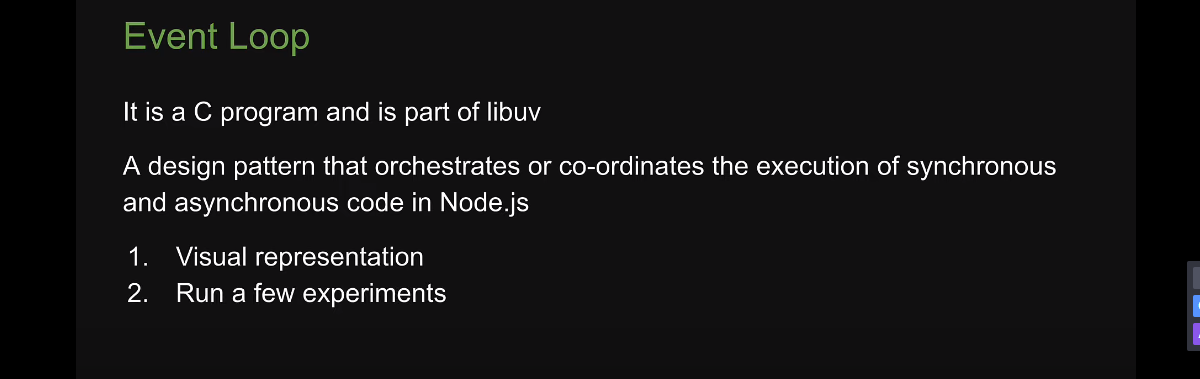 Event Loop
It is a C program and is part of libuv
A design pattern that orchestrates or co-ordinates the execution of synchronous
and asynchronous code in Node.js
1. Visual representation
2. Run a few experiments